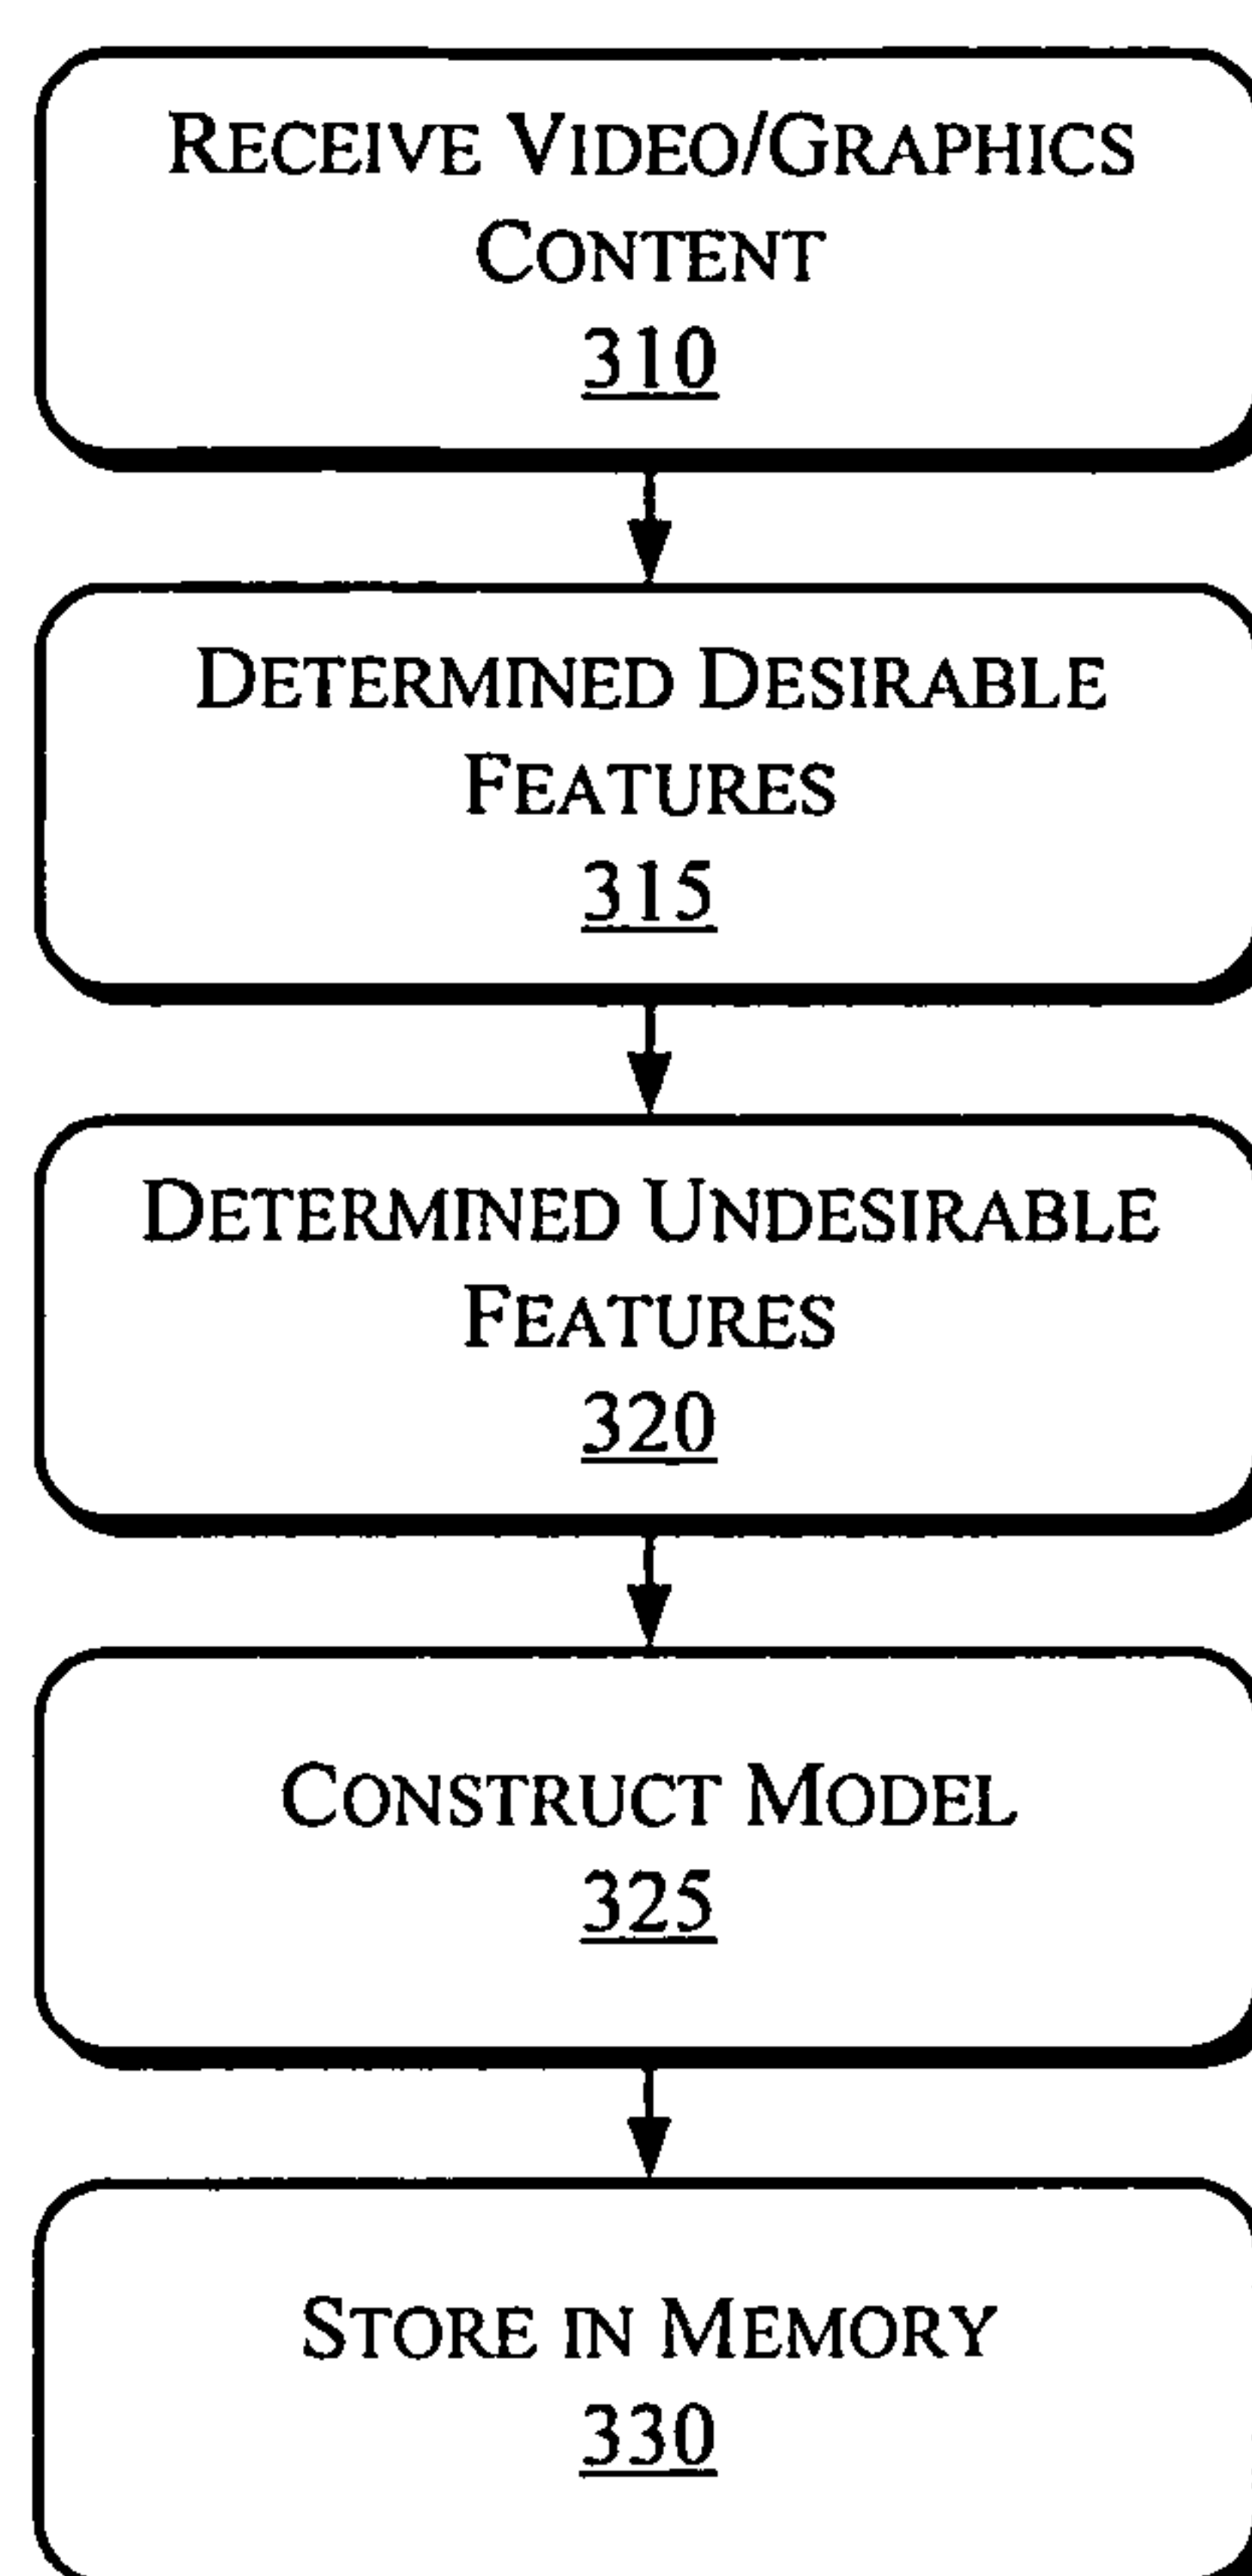 RECEIVE VIDEO/GRAPHICS
CONTENT
310
DETERMINED DESIRABLE
FEATURES
315
DETERMINED UNDESIRABLE
FEATURES
320
CONSTRUCT MODEL
325
STORE IN MEMORY
330